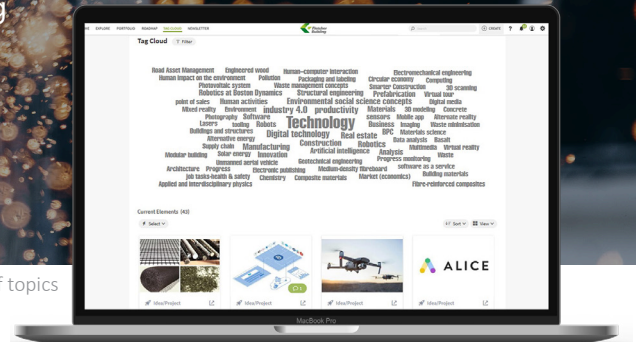 g
EXPLORE PORTFOLIO ROADMAP TAG CLOUD NEWSLETTER
Thumber Building
CREATE ?
Tag Cloud Filter
Road Asset Management Engineered wood Human–computer interaction Electromechanical engineering
Human impact on the environment Pollution Packaging and labeling Circular economy Computing
Photovoltaic system Waste management concepts Smarter Construction 3D scanning
Robotics at Boston Dynamics Structural engineering Prefabrication Virtual tour
point of sales Human activities Environmental social science concepts Digital media
Mixed reality Environment industry 4.0 productivity Materials 3D modeling Concrete
Photography Software Technology sensors Mobile app Alternate reality
Lasers tooling Robots Business Imaging Waste minimisation
Buildings and structures Digital technology Real estate BPC Materials science
Alternative energy Data analysis Basalt
Supply chain Manufacturing Construction Robotics Multimedia Virtual reality
Modular building Solar energy Innovation Artificial intelligence Analysis Waste
Unmanned aerial vehicle Geotechnical engineering Progress monitoring
Architecture Progress Electronic publishing Medium-density fibreboard software as a service
job tasks-health & safety Chemistry Composite materials Market (economics) Building materials
Applied and interdisciplinary physics Fibre-reinforced composites
Current Elements (43)
Select Sort View
ALICE
f topics
Idea/Project Idea/Project Idea/Project Idea/Project
MacBook Pro